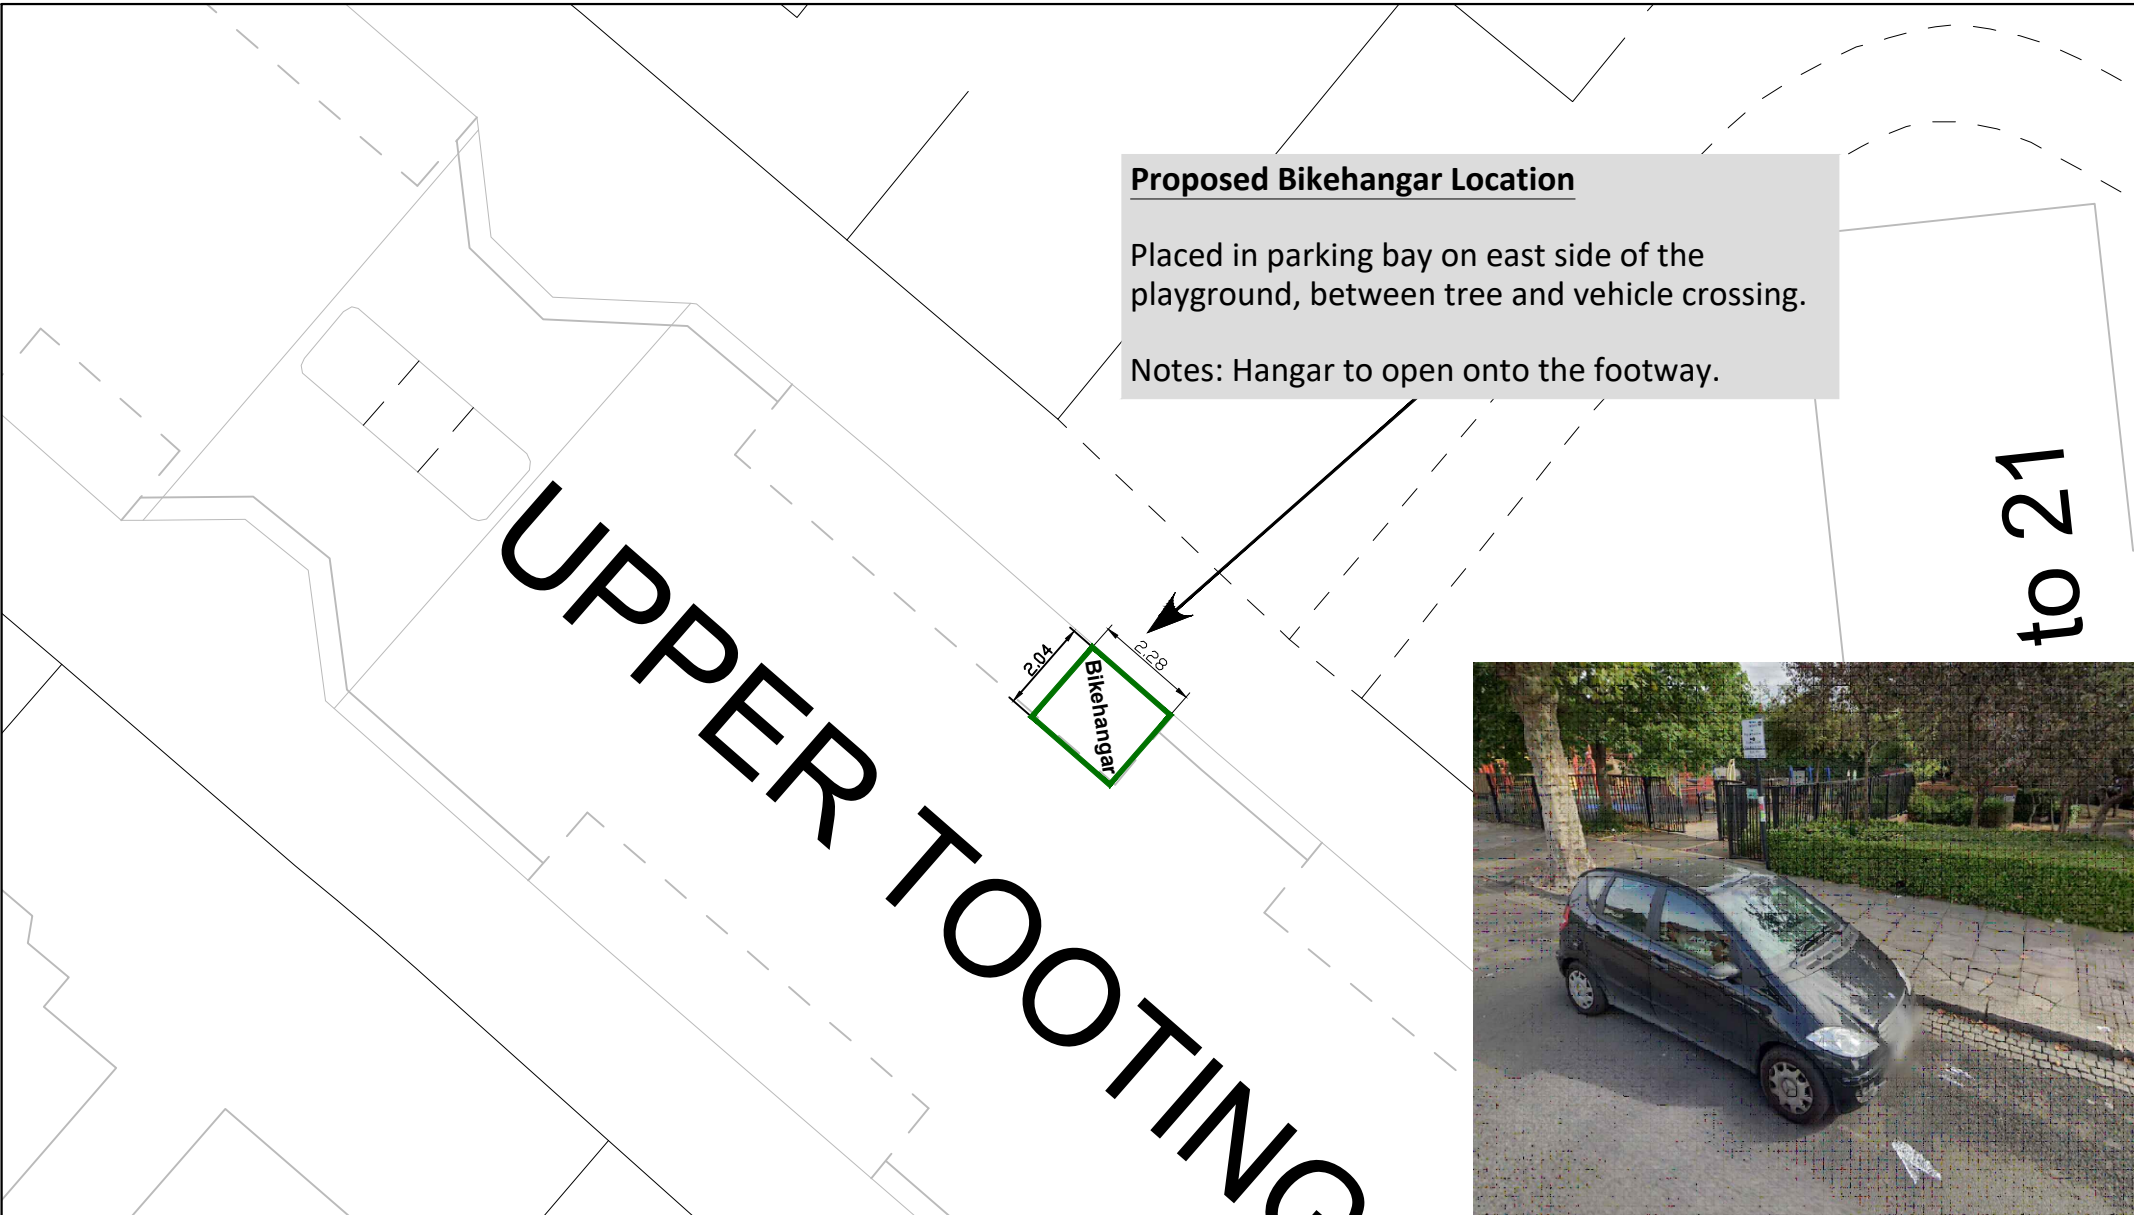 Proposed Bikehangar Location
Placed in parking bay on east side of the
playground, between tree and vehicle crossing.
Notes: Hangar to open onto the footway.
to 21
2.04
2.28
Bikehangar
UPPER TOOTING